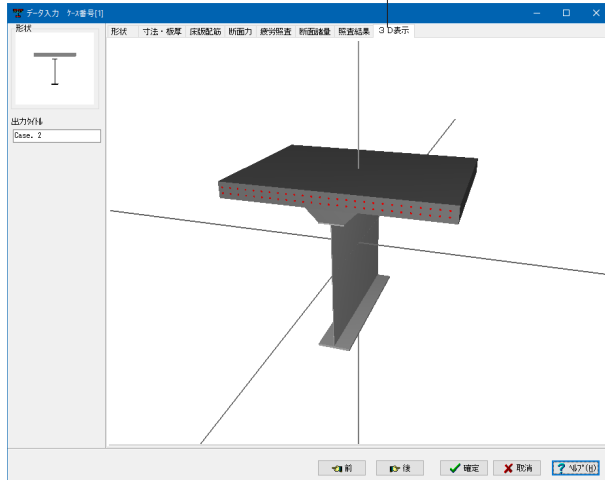 データ入力 ケース番号[1]
形状
形状 寸法・板厚 床版配筋 断面力 疲労照査 断面諸量 照査結果 3D表示
出力タイトル
Case. 2
前 後 確定 取消 ヘルプ(H)